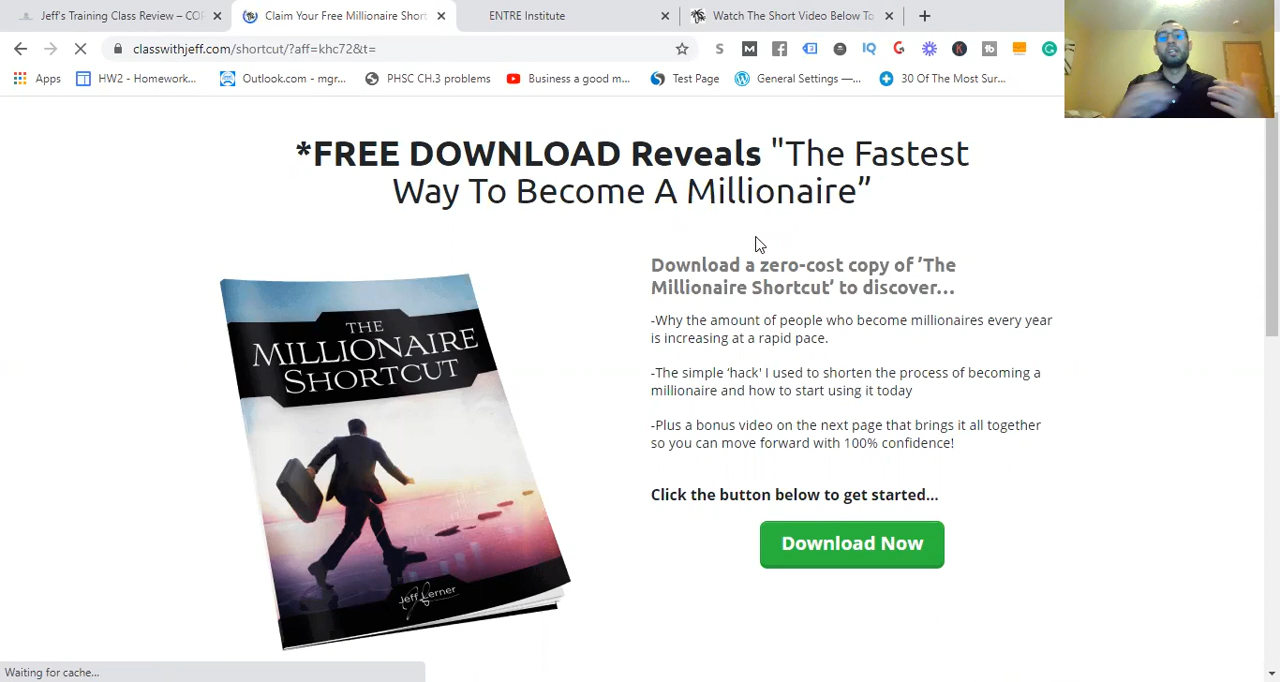 Jeff's Training Class Review – COP
Claim Your Free Millionaire Short
ENTRE Institute
Watch The Short Video Below To
classwithjeff.com/shortcut/?aff=khc72&t=
Apps
HW2 - Homework...
Outlook.com - mgr...
PHSC CH.3 problems
Business a good m...
Test Page
General Settings —...
30 Of The Most Sur...
*FREE DOWNLOAD Reveals "The Fastest
Way To Become A Millionaire”
THE
MILLIONAIRE
SHORTCUT
Jeff Lerner
Download a zero-cost copy of ‘The
Millionaire Shortcut’ to discover...
-Why the amount of people who become millionaires every year
is increasing at a rapid pace.
-The simple ‘hack' I used to shorten the process of becoming a
millionaire and how to start using it today
-Plus a bonus video on the next page that brings it all together
so you can move forward with 100% confidence!
Click the button below to get started...
Download Now
Waiting for cache...